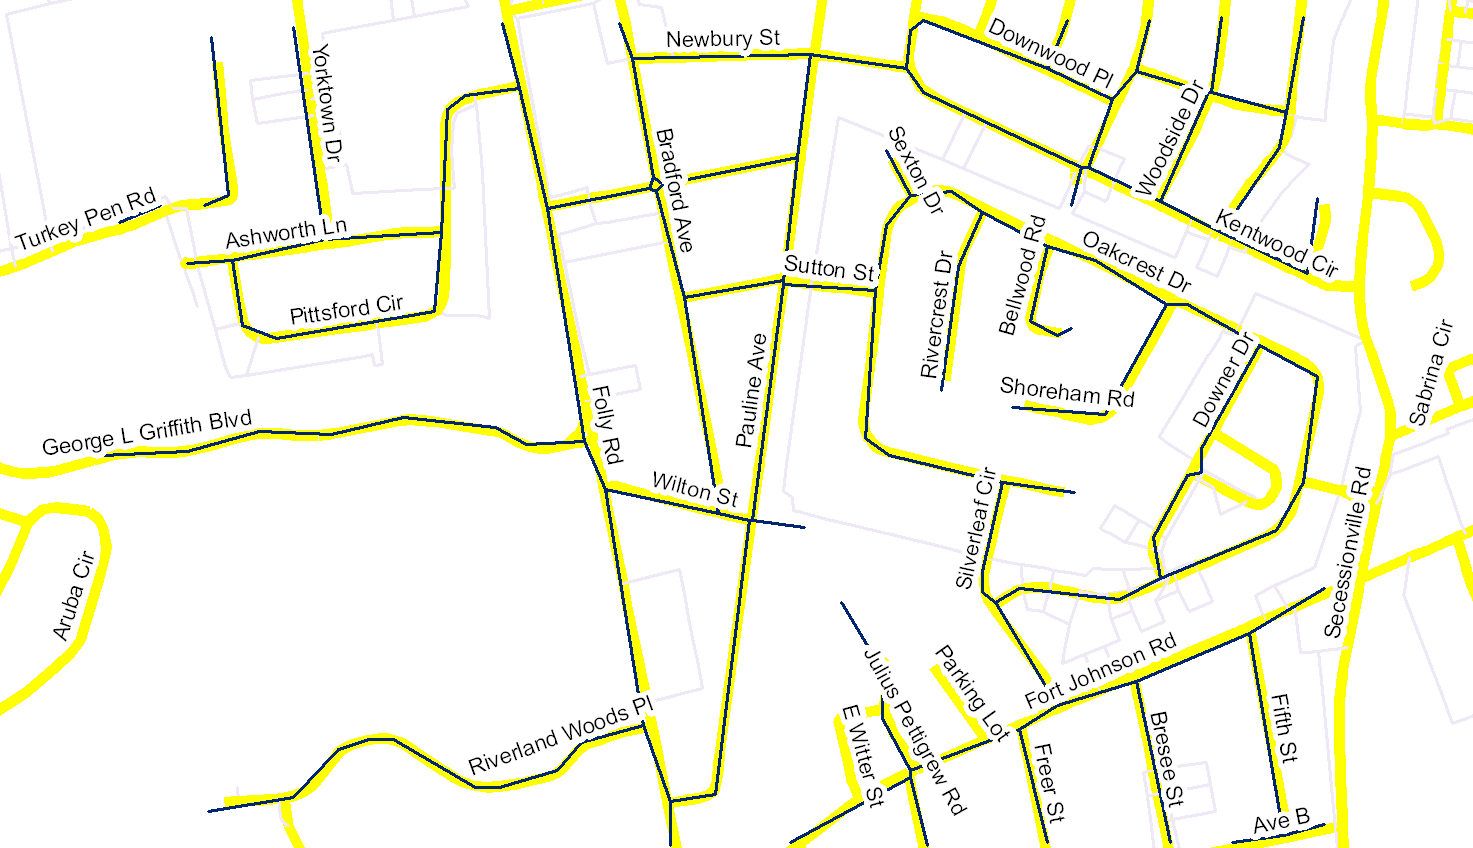 Newbury St
Downwood Pl
Yorktown Dr
Woodside Dr
Bradford Ave
Sexton Dr
Turkey Pen Rd
Ashworth Ln
Kentwood Cir
Oakcrest Dr
Bellwood Rd
Sutton St
Rivercrest Dr
Pittsford Cir
Pauline Ave
Downer Dr
Sabrina Cir
Shoreham Rd
George L Griffith Blvd
Folly Rd
Wilton St
Silverleaf Cir
Secessionville Rd
Aruba Cir
Julius Pettigrew Rd
Parking Lot
Fort Johnson Rd
Riverland Woods Pl
E Witter St
Freer St
Bresee St
Fifth St
Ave B